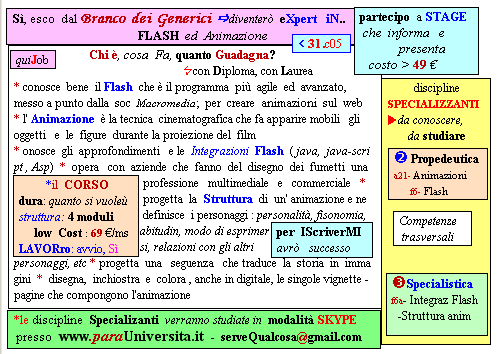 Sì, esco dal Branco dei Generici ➩diventerò eXpert iN..
FLASH ed Animazione
< 31.c05
partecipo a STAGE
che informa e
presenta
costo > 49 €
quiJob
Chi è, cosa Fa, quanto Guadagna?
con Diploma, con Laurea
* conosce bene il Flash che è il programma più agile ed avanzato,
messo a punto dalla soc Macromedia; per creare animazioni sul web
* l' Animazione è la tecnica cinematografica che fa apparire mobili gli
oggetti e le figure durante la proiezione del film
* onosce gli approfondimenti e le Integrazioni Flash (java, java-scri
pt, Asp) * opera con aziende che fanno del disegno dei fumetti una
professione multimediale e commerciale *
progetta la Struttura di un' animazione e ne
definisce i personaggi : personalità, fisonomia,
abitudin, modo di esprimer
si, relazioni con gli altri
personaggi, etc * progetta una seguenza che traduce la storia in imma
gini * disegna, inchiostra e colora, anche in digitale, le singole vignette -
pagine che compongono l'animazione
*il CORSO
dura: quanto si vuoleù
struttura: 4 moduli
low Cost : 69 €/ms
LAVORro: avvio, Sì
per IScriverMI
avrò successo
discipline
SPECIALIZZANTI
▶da conoscere,
da studiare
❷ Propedeutica
a21- Animazioni
f6- Flash
Competenze
trasversali
❸Specialistica
f6a- Integraz Flash
-Struttura anim
*le discipline Specializanti verranno studiate in modalità SKYPE
presso www.paraUniversita.it - serveQualcosa@gmail.com